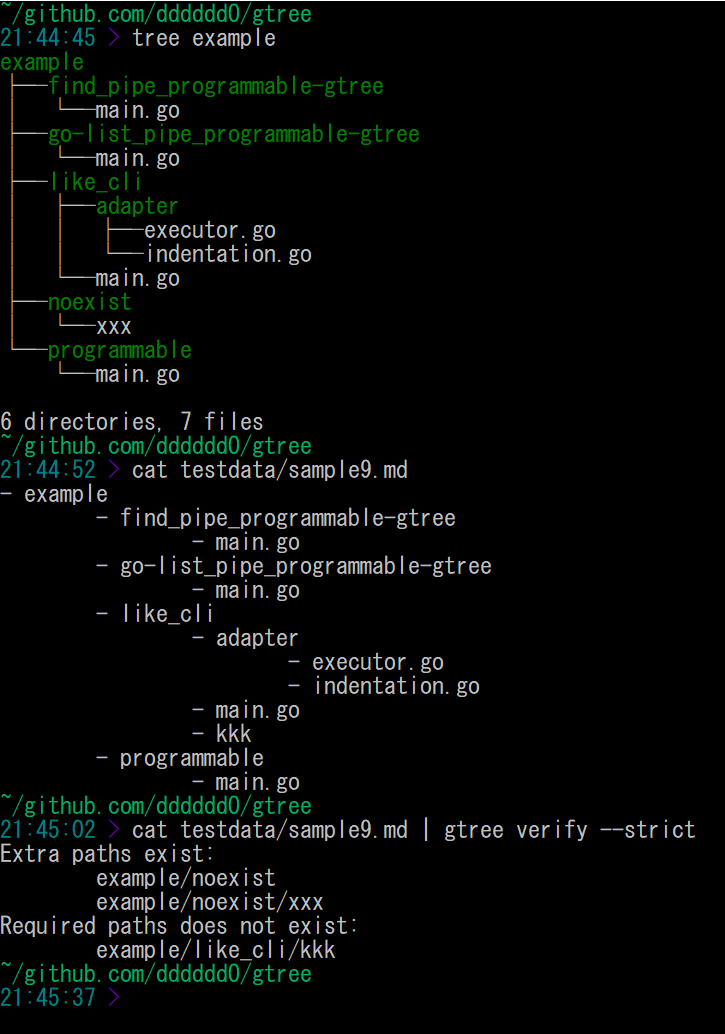 ~/github.com/ddddddO/gtree
21:44:45 > tree example
example
├──find_pipe_programmable-gtree
│   └──main.go
├──go-list_pipe_programmable-gtree
│   └──main.go
├──like_cli
│   ├──adapter
│   │   ├──executor.go
│   │   └──indentation.go
│   └──main.go
├──noexist
│   └──xxx
└──programmable
    └──main.go

6 directories, 7 files
~/github.com/ddddddO/gtree
21:44:52 > cat testdata/sample9.md
- example
        - find_pipe_programmable-gtree
                - main.go
        - go-list_pipe_programmable-gtree
                - main.go
        - like_cli
                - adapter
                        - executor.go
                        - indentation.go
                - main.go
                - kkk
        - programmable
                - main.go
~/github.com/ddddddO/gtree
21:45:02 > cat testdata/sample9.md | gtree verify --strict
Extra paths exist:
        example/noexist
        example/noexist/xxx
Required paths does not exist:
        example/like_cli/kkk
~/github.com/ddddddO/gtree
21:45:37 >